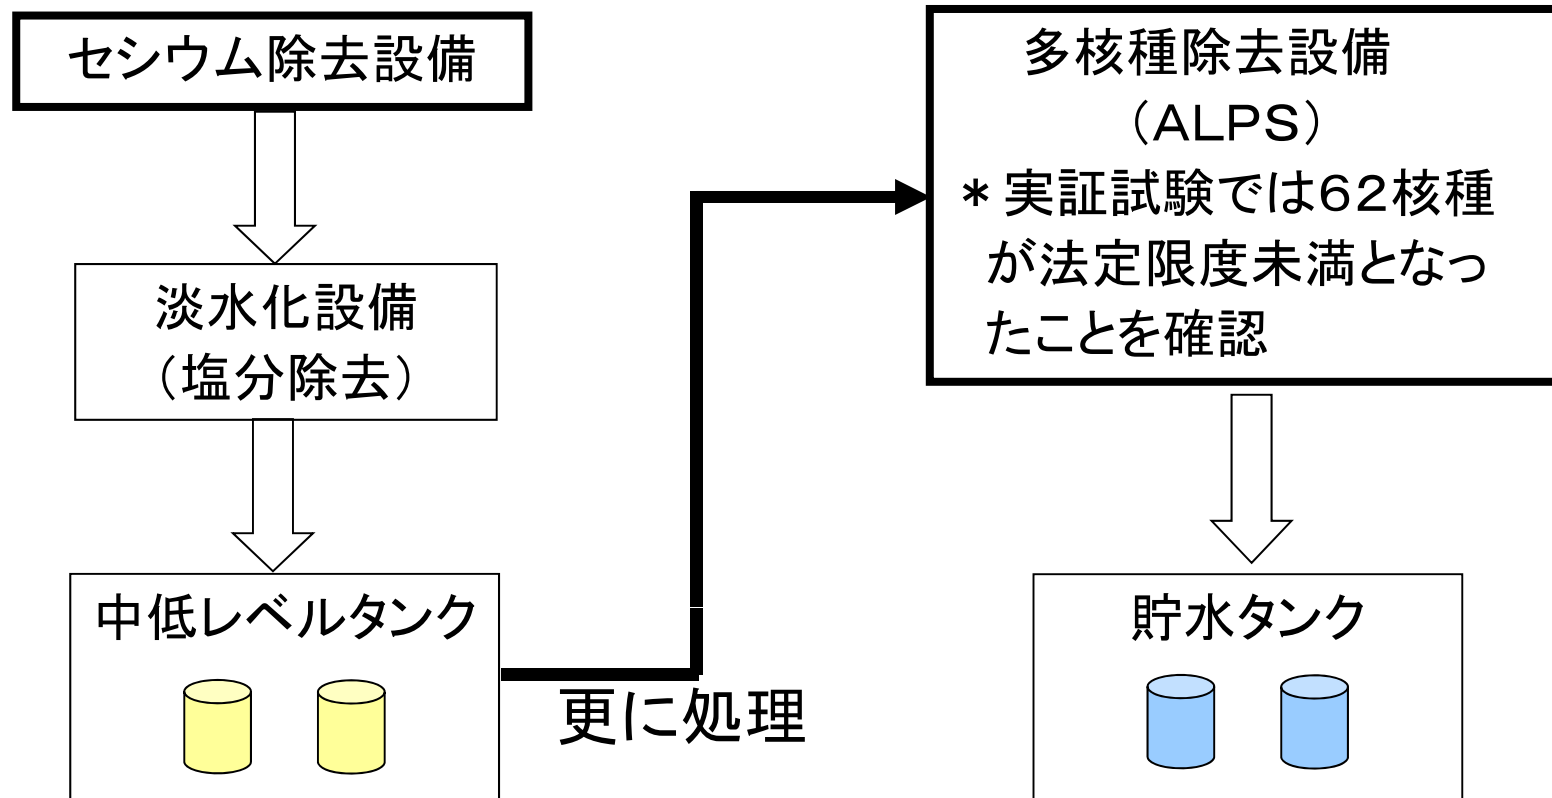 セシウム除去設備
淡水化設備
（塩分除去）
中低レベルタンク
更に処理
多核種除去設備
（ＡＬＰＳ）
＊実証試験では６２核種
が法定限度未満となっ
たことを確認
貯水タンク